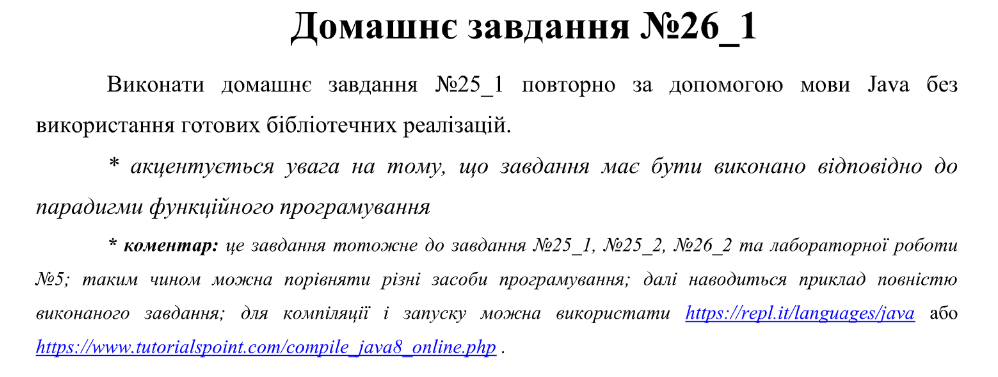 Домашнє завдання №26_1
Виконати домашнє завдання №25_1 повторно за допомогою мови Java без
використання готових бібліотечних реалізацій.
* акцентується увага на тому, що завдання має бути виконано відповідно до
парадигми функційного програмування
* коментар: це завдання тотожне до завдання №25_1, №25_2, №26_2 та лабораторної роботи
№5; таким чином можна порівняти різні засоби програмування; далі наводиться приклад повністю
виконаного завдання; для компіляції і запуску можна використати https://repl.it/languages/java або
https://www.tutorialspoint.com/compile_java8_online.php .